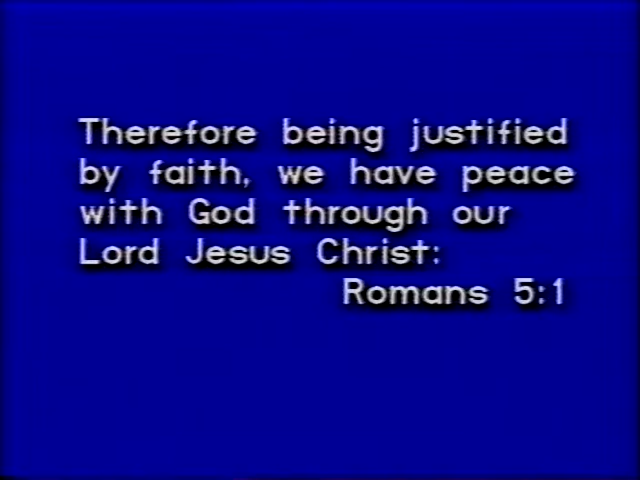 Therefore being justified
by faith, we have peace
with God through our
Lord Jesus Christ:
Romans 5:1